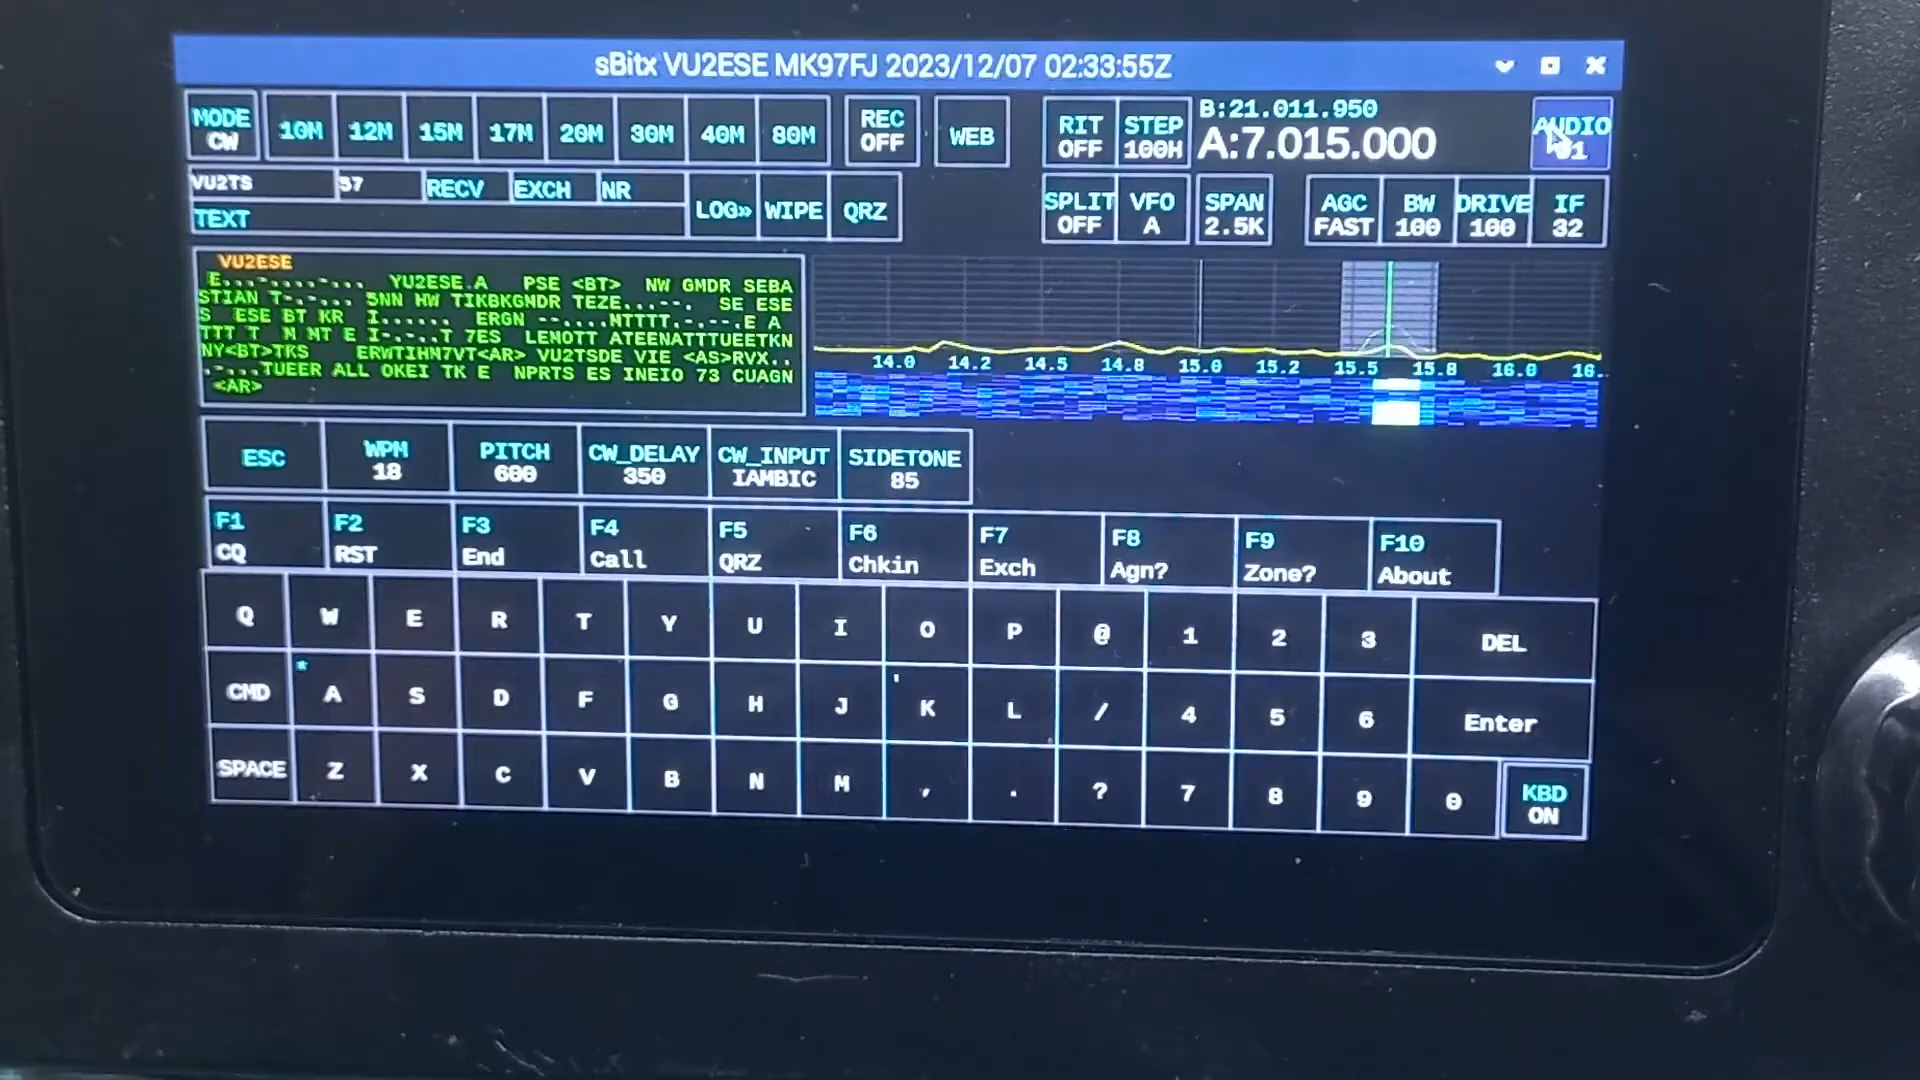 sBitx VU2ESE MK97FJ 2023/12/07 02:33:55Z
MODE CW 10M 12M 15M 17M 20M 30M 40M 80M REC OFF WEB RIT OFF STEP 100H
B:21.011.950
A:7.015.000
AUDIO
VU2TS 57 RECV EXCH NR
TEXT
LOG» WIPE QRZ
SPLIT OFF VFO A SPAN 2.5K AGC FAST BW 100 DRIVE 100 IF 32
VU2ESE
E...-......-... YU2ESE.A PSE <BT> NW GMDR SEBA
STIAN T-.-... 5NN HW TIKBKGMDR TEZE...--. SE ESE
S ESE BT KR I...... ERGN --....MTTTT.-.--.E A
TTT T M MT E I-.-..T 7ES LEMOTT ATEENATTTUEETKN
NY<BT>TKS ERWTIHM7VT<AR> VU2TSDE VIE <AS>RVX..
.-...TUEER ALL OKEI TK E NPRTS ES INEIO 73 CUAGN
<AR>
14.0 14.2 14.5 14.8 15.0 15.2 15.5 15.8 16.0 16.
ESC WPM 18 PITCH 600 CW_DELAY 350 CW_INPUT IAMBIC SIDETONE 85
F1 F2 F3 F4 F5 F6 F7 F8 F9 F10
CQ RST End Call QRZ Chkin Exch Agn? Zone? About
Q W E R T Y U I O P @ 1 2 3 DEL
CMD * A S D F G H J ' K L / 4 5 6 Enter
SPACE Z X C V B N M , . ? 7 8 9 0 KBD ON